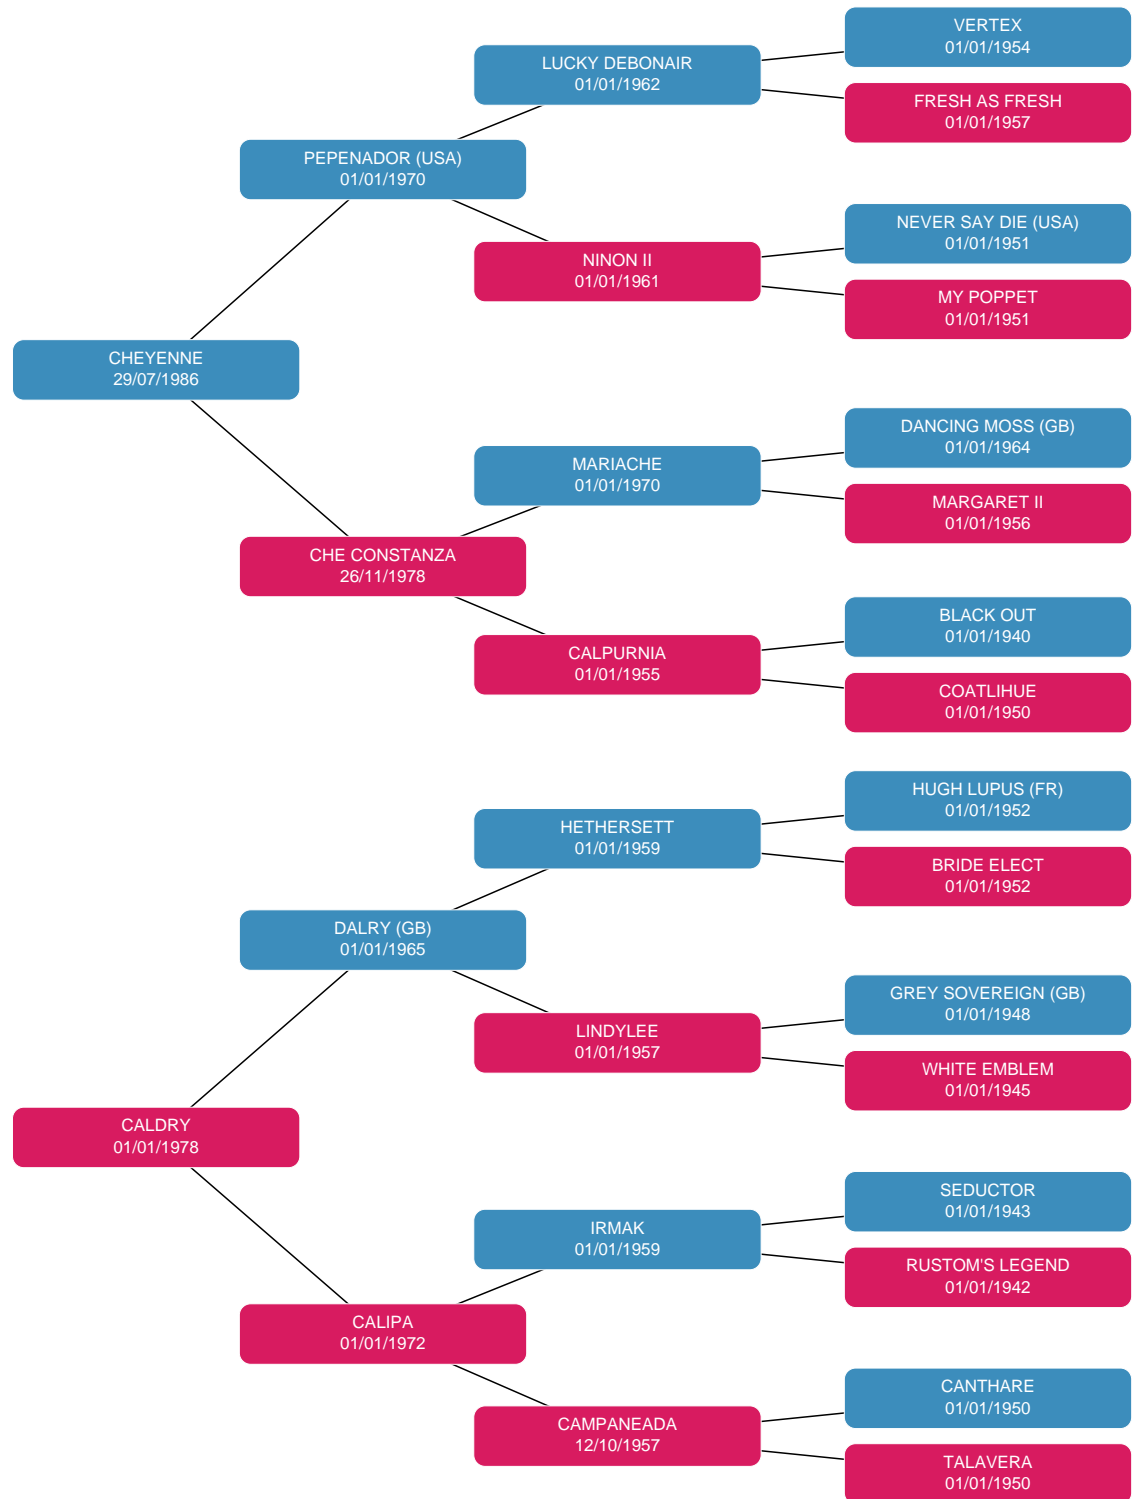 VERTEX
01/01/1954
LUCKY DEBONAIR
01/01/1962
FRESH AS FRESH
01/01/1957
PEPENADOR (USA)
01/01/1970
NEVER SAY DIE (USA)
01/01/1951
NINON II
01/01/1961
MY POPPET
01/01/1951
CHEYENNE
29/07/1986
DANCING MOSS (GB)
01/01/1964
MARIACHE
01/01/1970
MARGARET II
01/01/1956
CHE CONSTANZA
26/11/1978
BLACK OUT
01/01/1940
CALPURNIA
01/01/1955
COATLIHUE
01/01/1950
HUGH LUPUS (FR)
01/01/1952
HETHERSETT
01/01/1959
BRIDE ELECT
01/01/1952
DALRY (GB)
01/01/1965
GREY SOVEREIGN (GB)
01/01/1948
LINDYLEE
01/01/1957
WHITE EMBLEM
01/01/1945
CALDRY
01/01/1978
SEDUCTOR
01/01/1943
IRMAK
01/01/1959
RUSTOM'S LEGEND
01/01/1942
CALIPA
01/01/1972
CANTHARE
01/01/1950
CAMPANEADA
12/10/1957
TALAVERA
01/01/1950